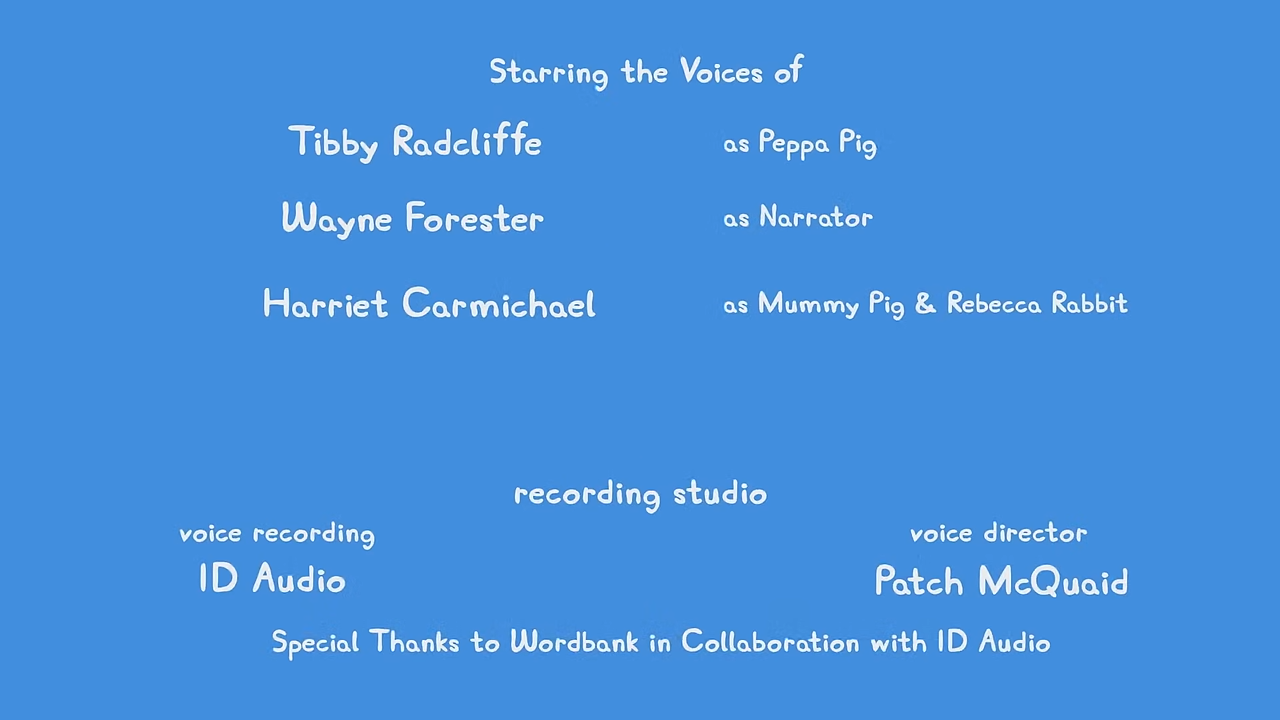 Starring the Voices of
Tibby Radcliffe as Peppa Pig
Wayne Forester as Narrator
Harriet Carmichael as Mummy Pig & Rebecca Rabbit
recording studio
voice recording voice director
ID Audio Patch McQuaid
Special Thanks to Wordbank in Collaboration with ID Audio